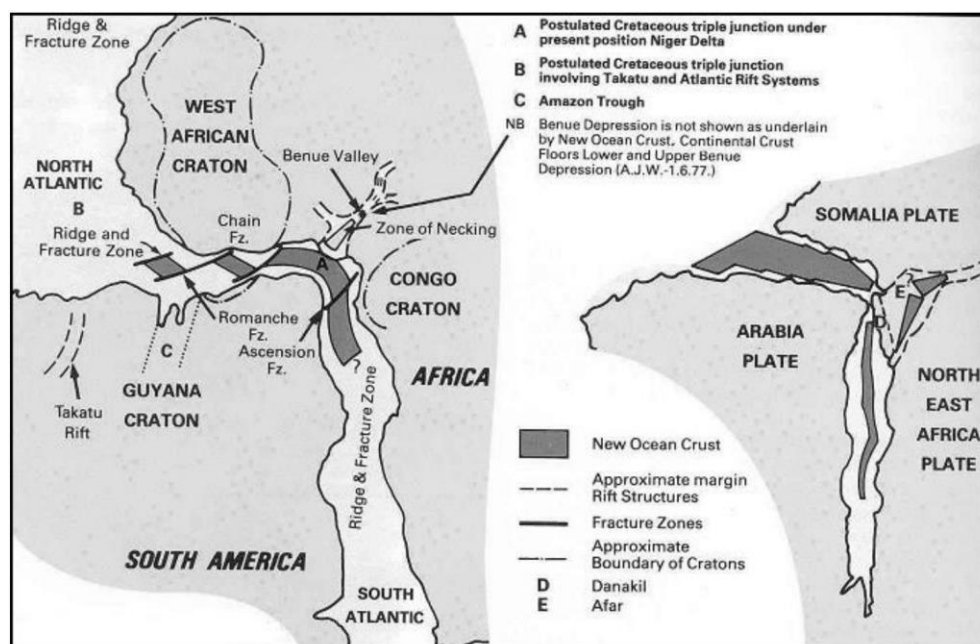 Ridge &
Fracture Zone
WEST
AFRICAN
CRATON
NORTH
ATLANTIC
B
Ridge and
Fracture Zone
Chain
Fz.
Benue Valley
Zone of Necking
A
CONGO
CRATON
Romanche
Fz.
Ascension
Fz.
C
GUYANA
CRATON
Takatu
Rift
AFRICA
?
Ridge & Fracture Zone
SOUTH AMERICA
SOUTH
ATLANTIC
A Postulated Cretaceous triple junction under
present position Niger Delta
B Postulated Cretaceous triple junction
involving Takatu and Atlantic Rift Systems
C Amazon Trough
NB Benue Depression is not shown as underlain
by New Ocean Crust, Continental Crust
Floors Lower and Upper Benue
Depression (A.J.W.-1.6.77.)
SOMALIA PLATE
E
D
ARABIA
PLATE
NORTH
EAST
AFRICA
PLATE
New Ocean Crust
Approximate margin
Rift Structures
Fracture Zones
Approximate
Boundary of Cratons
D Danakil
E Afar